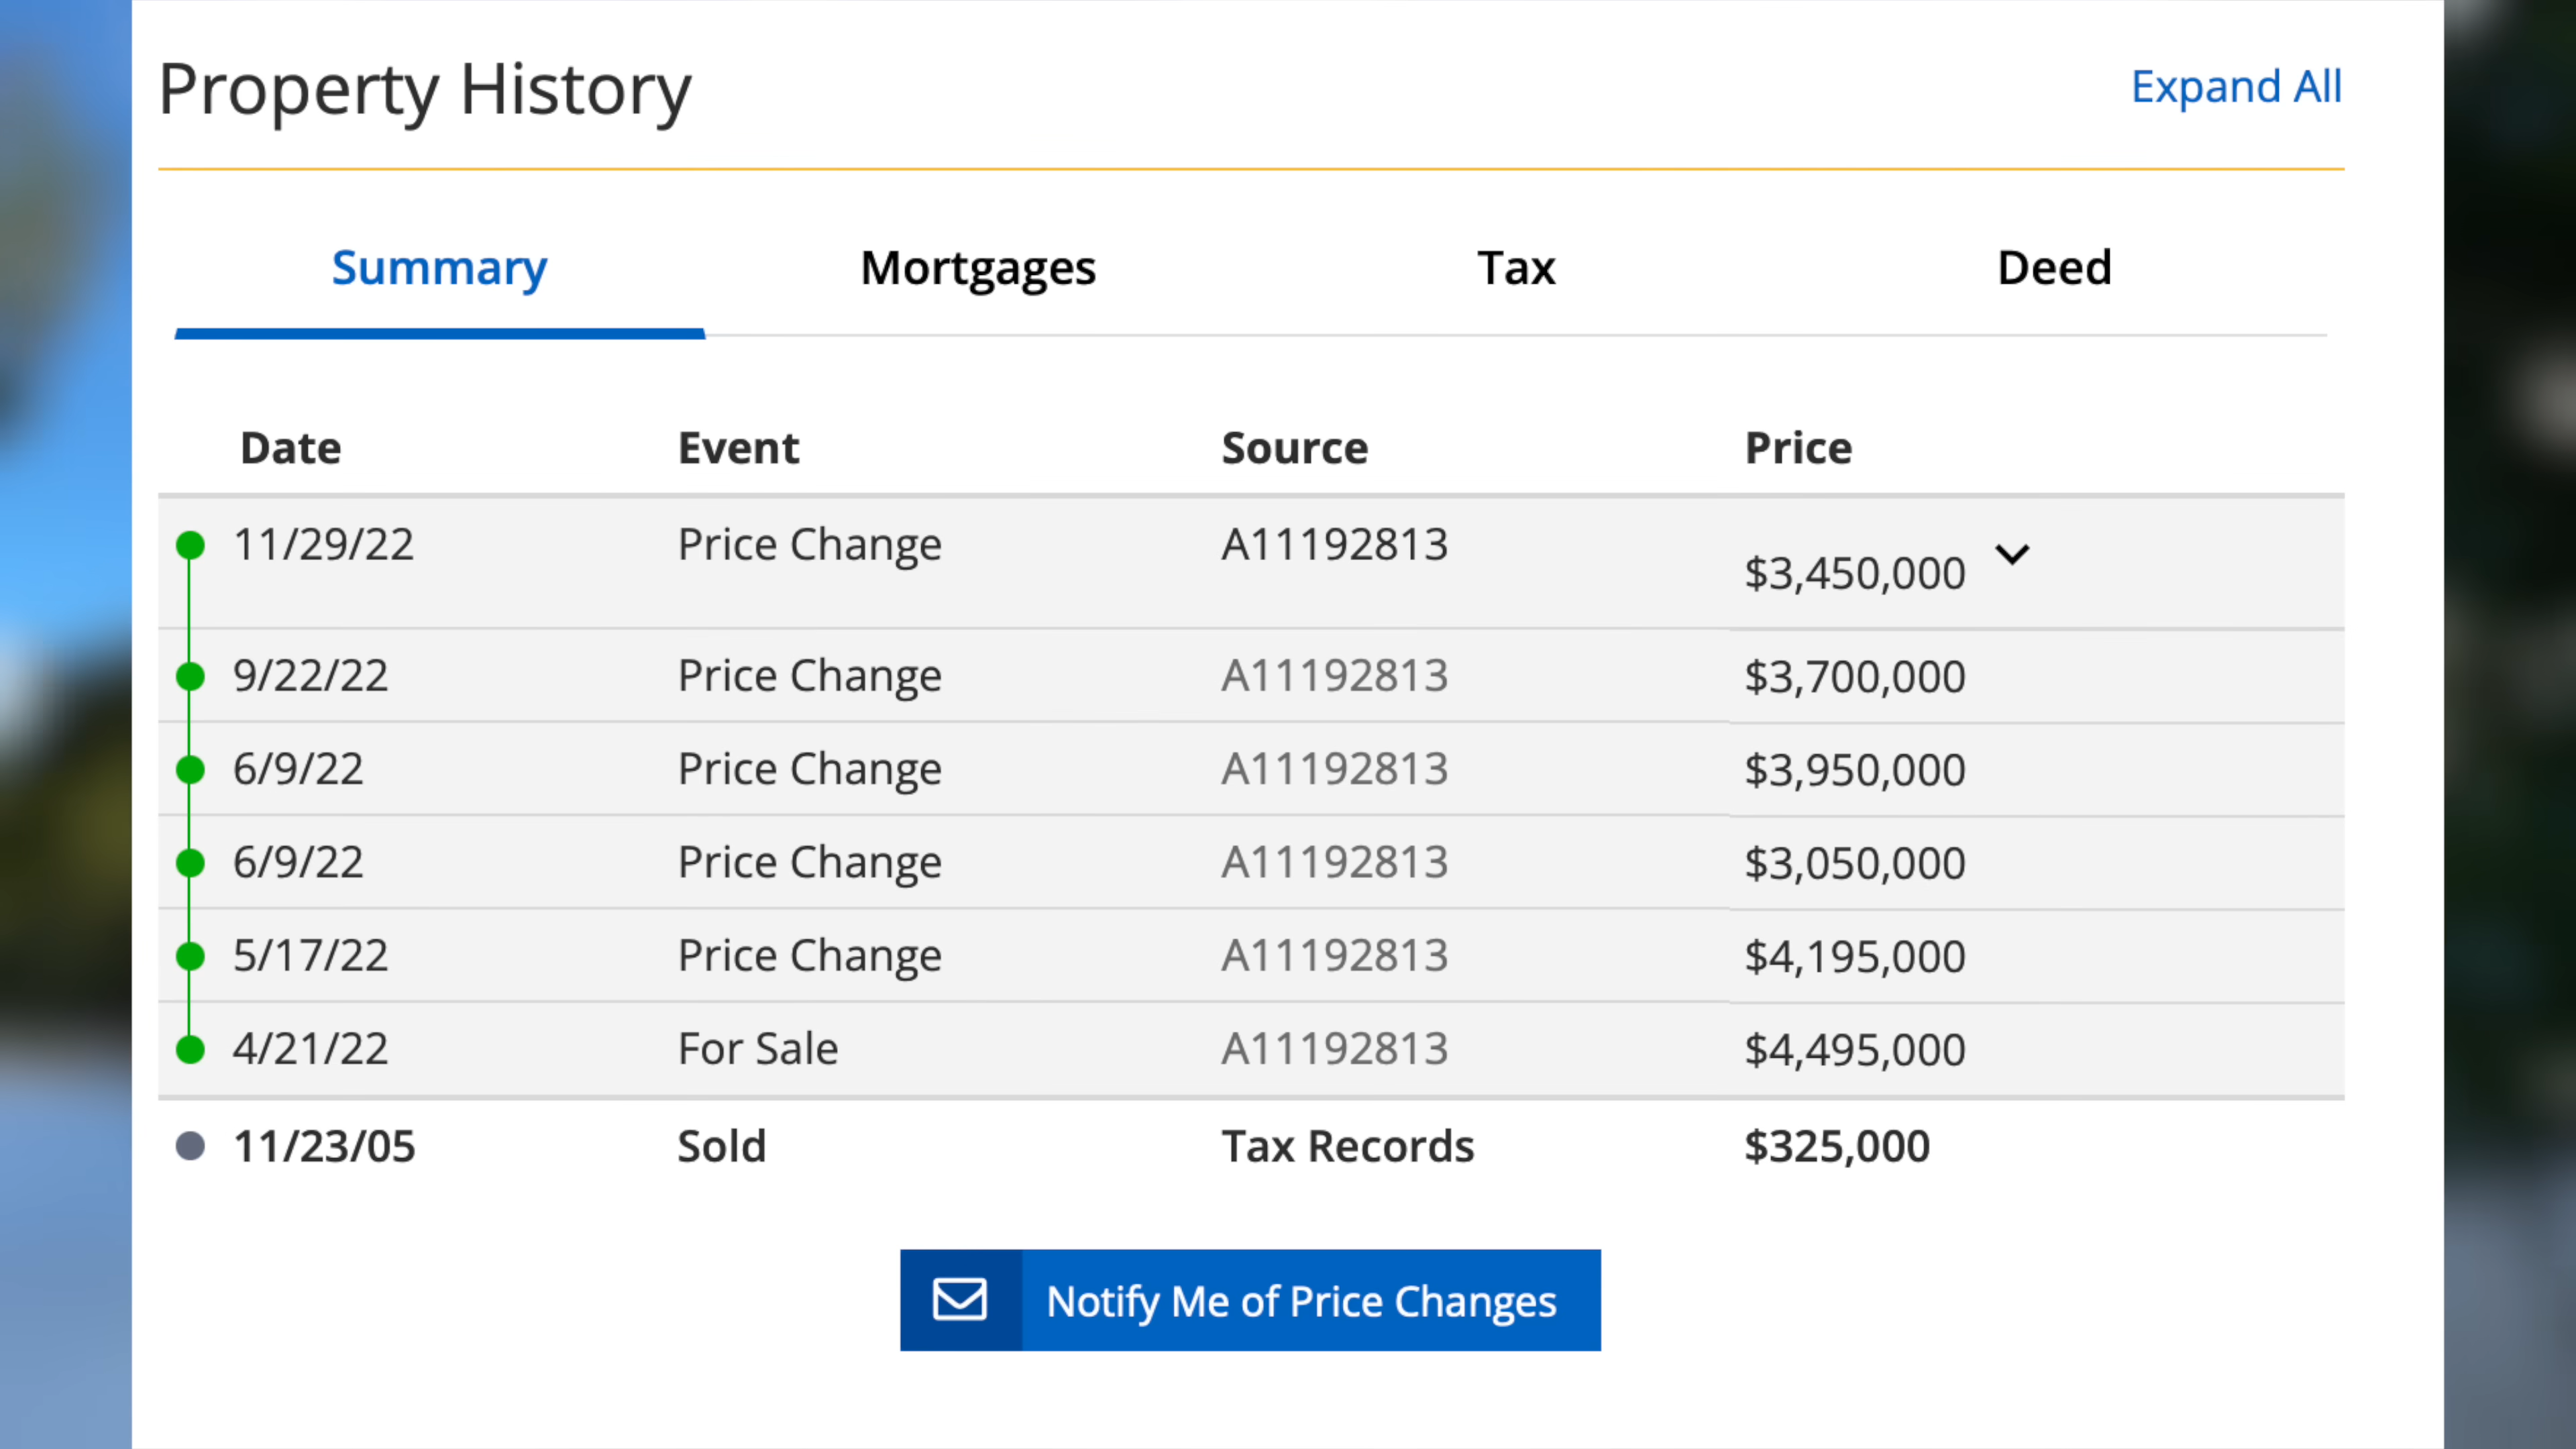 Property History Expand All
Summary Mortgages Tax Deed
Date Event Source Price
11/29/22 Price Change A11192813 $3,450,000
9/22/22 Price Change A11192813 $3,700,000
6/9/22 Price Change A11192813 $3,950,000
6/9/22 Price Change A11192813 $3,050,000
5/17/22 Price Change A11192813 $4,195,000
4/21/22 For Sale A11192813 $4,495,000
11/23/05 Sold Tax Records $325,000
Notify Me of Price Changes